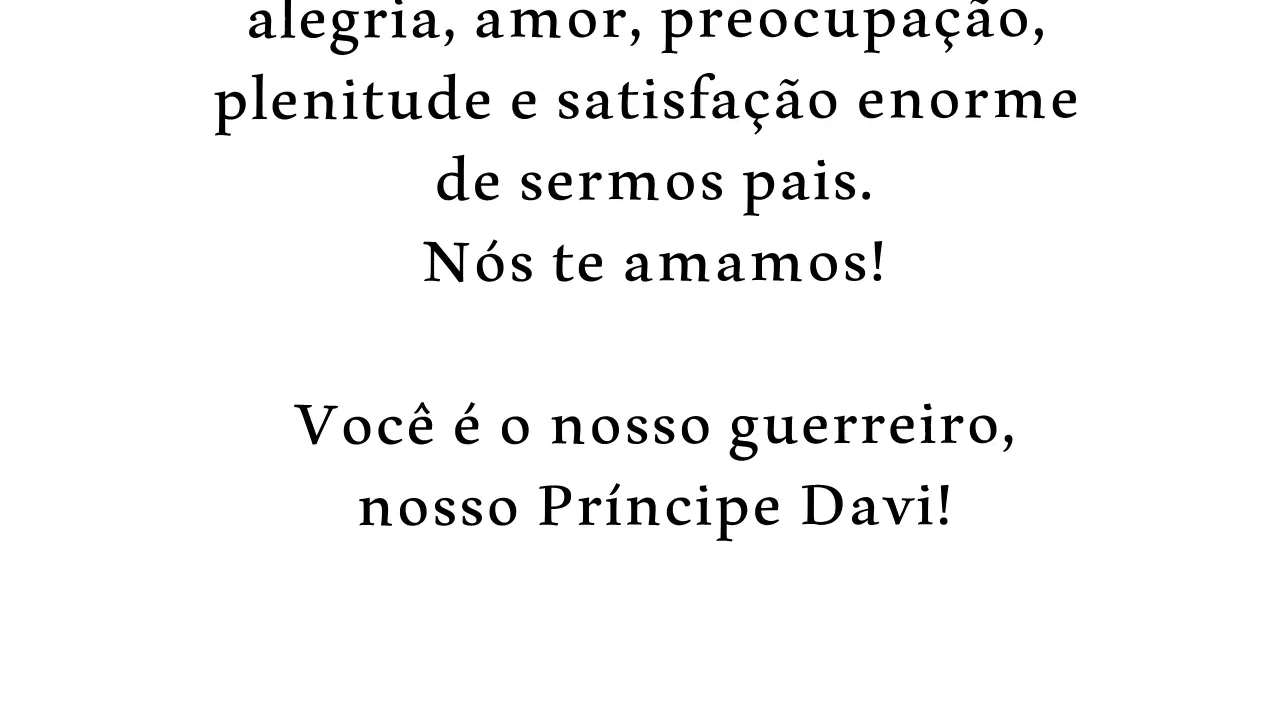 alegria, amor, preocupação,
plenitude e satisfação enorme
de sermos pais.
Nós te amamos!
Você é o nosso guerreiro,
nosso Príncipe Davi!